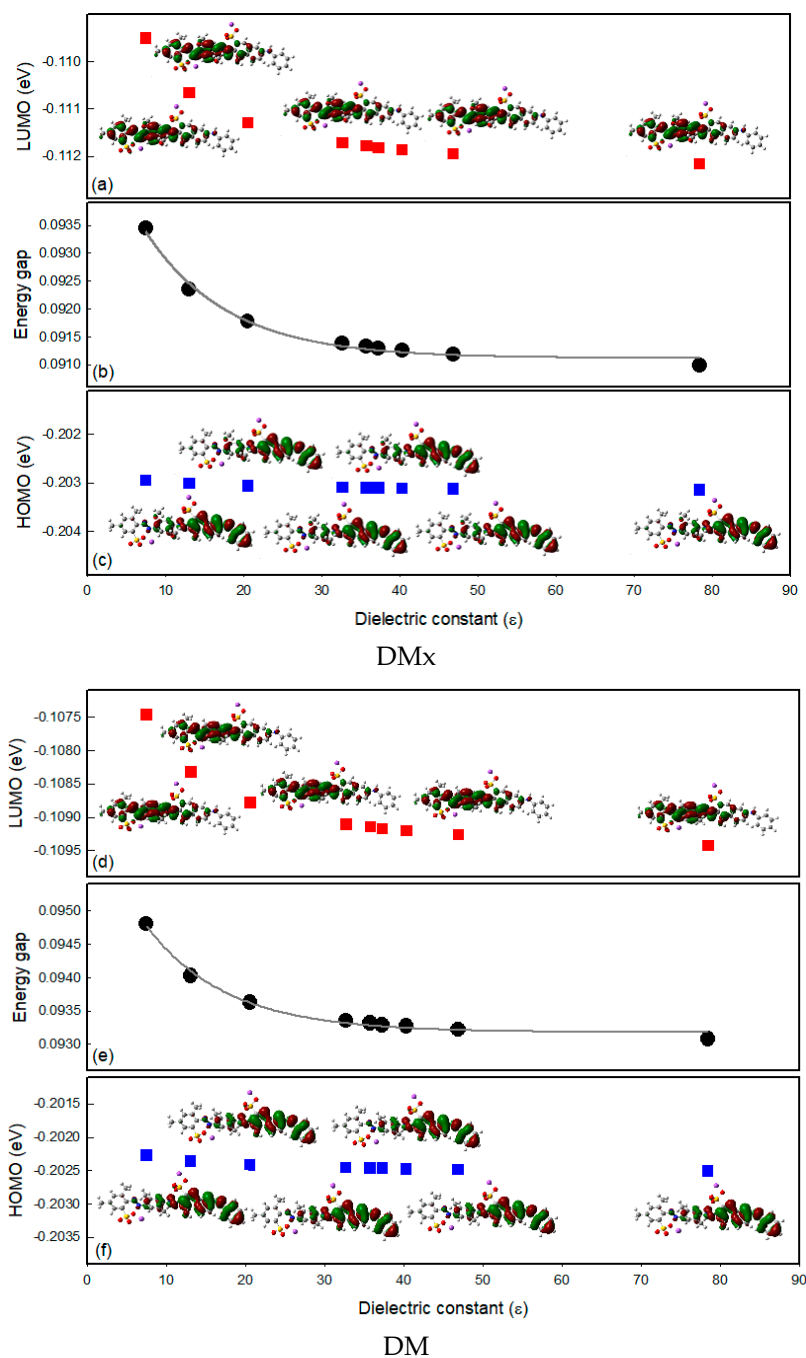 -0.110
-0.111
-0.112
LUMO (eV)
(a)
0.0935
0.0930
0.0925
0.0920
0.0915
0.0910
Energy gap
(b)
-0.202
-0.203
-0.204
HOMO (eV)
(c)
0 10 20 30 40 50 60 70 80 90
Dielectric constant (ε)
DMx
-0.1075
-0.1080
-0.1085
-0.1090
-0.1095
LUMO (eV)
(d)
0.0950
0.0945
0.0940
0.0935
0.0930
Energy gap
(e)
-0.2015
-0.2020
-0.2025
-0.2030
-0.2035
HOMO (eV)
(f)
0 10 20 30 40 50 60 70 80 90
Dielectric constant (ε)
DM